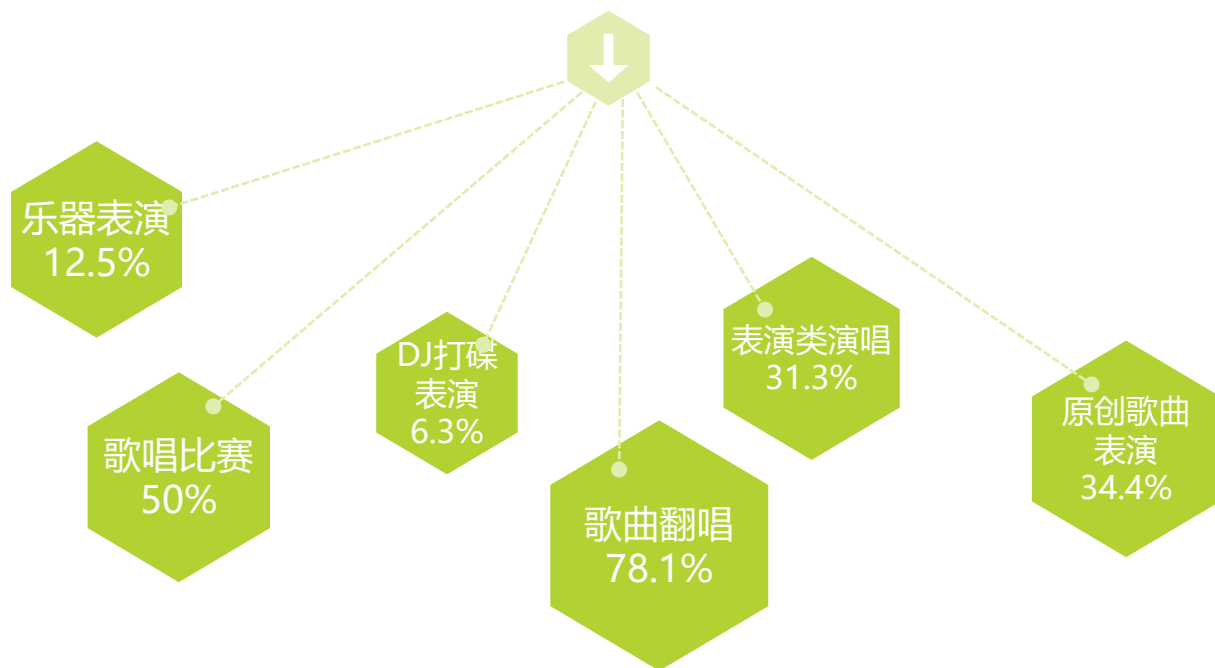 乐器表演
12.5%
歌唱比赛
50%
DJ打碟
表演
6.3%
歌曲翻唱
78.1%
表演类演唱
31.3%
原创歌曲
表演
34.4%